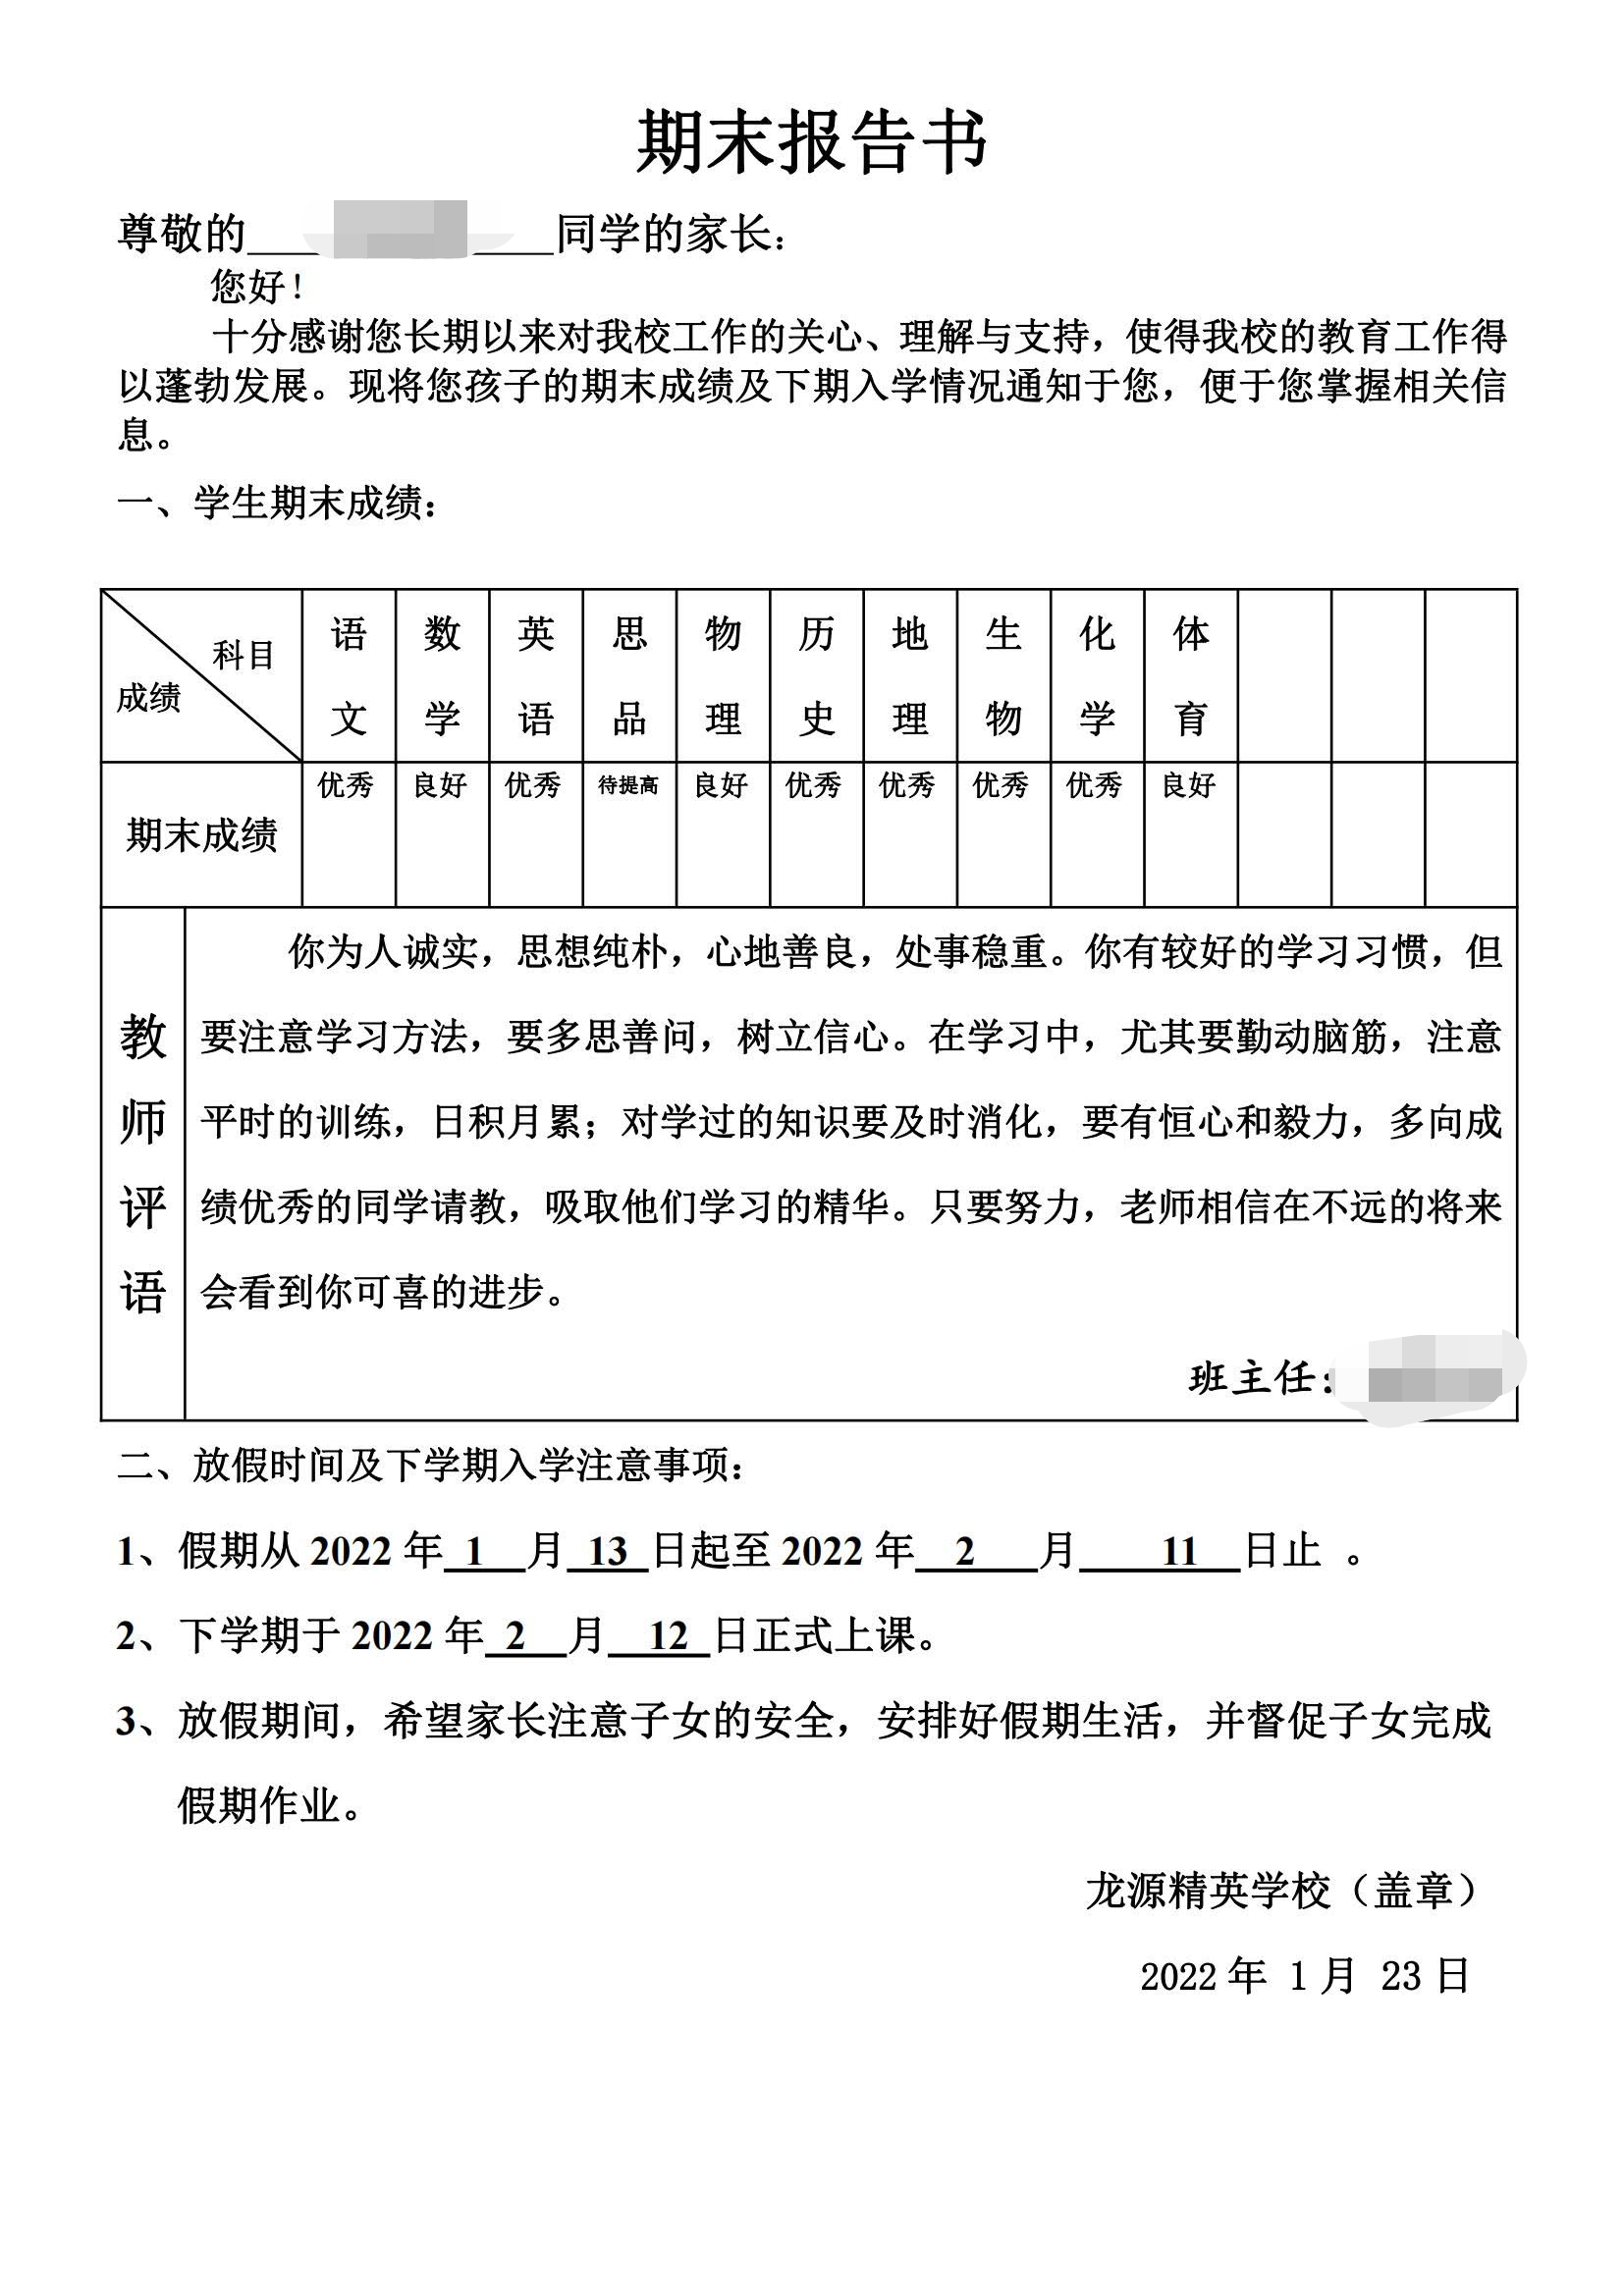 期末报告书
尊敬的 同学的家长：
您好！
十分感谢您长期以来对我校工作的关心、理解与支持，使得我校的教育工作得
以蓬勃发展。现将您孩子的期末成绩及下期入学情况通知于您，便于您掌握相关信
息。
一、学生期末成绩：
科目 成绩 语文 数学 英语 思品 物理 历史 地理 生物 化学 体育
期末成绩 优秀 良好 优秀 待提高 良好 优秀 优秀 优秀 优秀 良好
教师评语
你为人诚实，思想纯朴，心地善良，处事稳重。你有较好的学习习惯，但
要注意学习方法，要多思善问，树立信心。在学习中，尤其要勤动脑筋，注意
平时的训练，日积月累；对学过的知识要及时消化，要有恒心和毅力，多向成
绩优秀的同学请教，吸取他们学习的精华。只要努力，老师相信在不远的将来
会看到你可喜的进步。
班主任：
二、放假时间及下学期入学注意事项：
1、假期从 2022 年 1 月 13 日起至 2022 年 2 月 11 日止 。
2、下学期于 2022 年 2 月 12 日正式上课。
3、放假期间，希望家长注意子女的安全，安排好假期生活，并督促子女完成
假期作业。
龙源精英学校（盖章）
2022 年 1 月 23 日